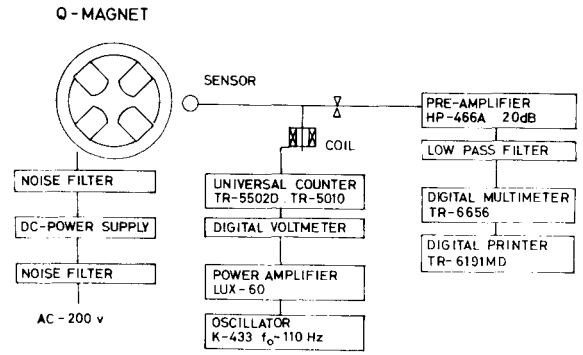 Q-MAGNET
SENSOR
COIL
NOISE FILTER
DC-POWER SUPPLY
NOISE FILTER
AC-200 v
UNIVERSAL COUNTER
TR-5502D . TR-5010
DIGITAL VOLTMETER
POWER AMPLIFIER
LUX-60
OSCILLATOR
K-433 fo-110 Hz
PRE-AMPLIFIER
HP-466A 20dB
LOW PASS FILTER
DIGITAL MULTIMETER
TR-6656
DIGITAL PRINTER
TR-6191MD